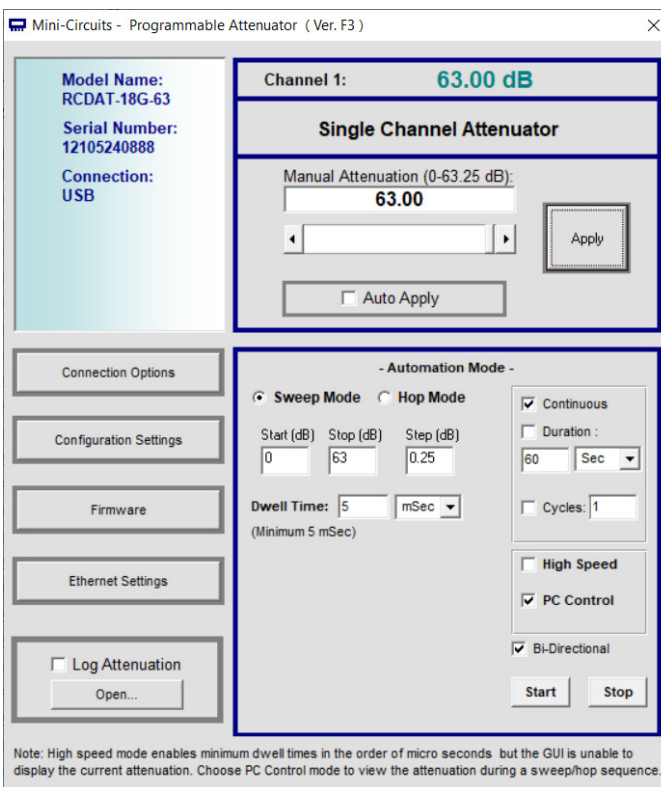 Mini-Circuits - Programmable Attenuator ( Ver. F3 )
Model Name:
RCDAT-18G-63
Serial Number:
12105240888
Connection:
USB
Channel 1: 63.00 dB
Single Channel Attenuator
Manual Attenuation (0-63.25 dB):
63.00
Apply
Auto Apply
Connection Options
Configuration Settings
Firmware
Ethernet Settings
Log Attenuation
Open...
- Automation Mode -
Sweep Mode Hop Mode
Start (dB) Stop (dB) Step (dB)
0 63 0.25
Dwell Time: 5 mSec
(Minimum 5 mSec)
Continuous
Duration :
60 Sec
Cycles: 1
High Speed
PC Control
Bi-Directional
Start Stop
Note: High speed mode enables minimum dwell times in the order of micro seconds but the GUI is unable to
display the current attenuation. Choose PC Control mode to view the attenuation during a sweep/hop sequence.